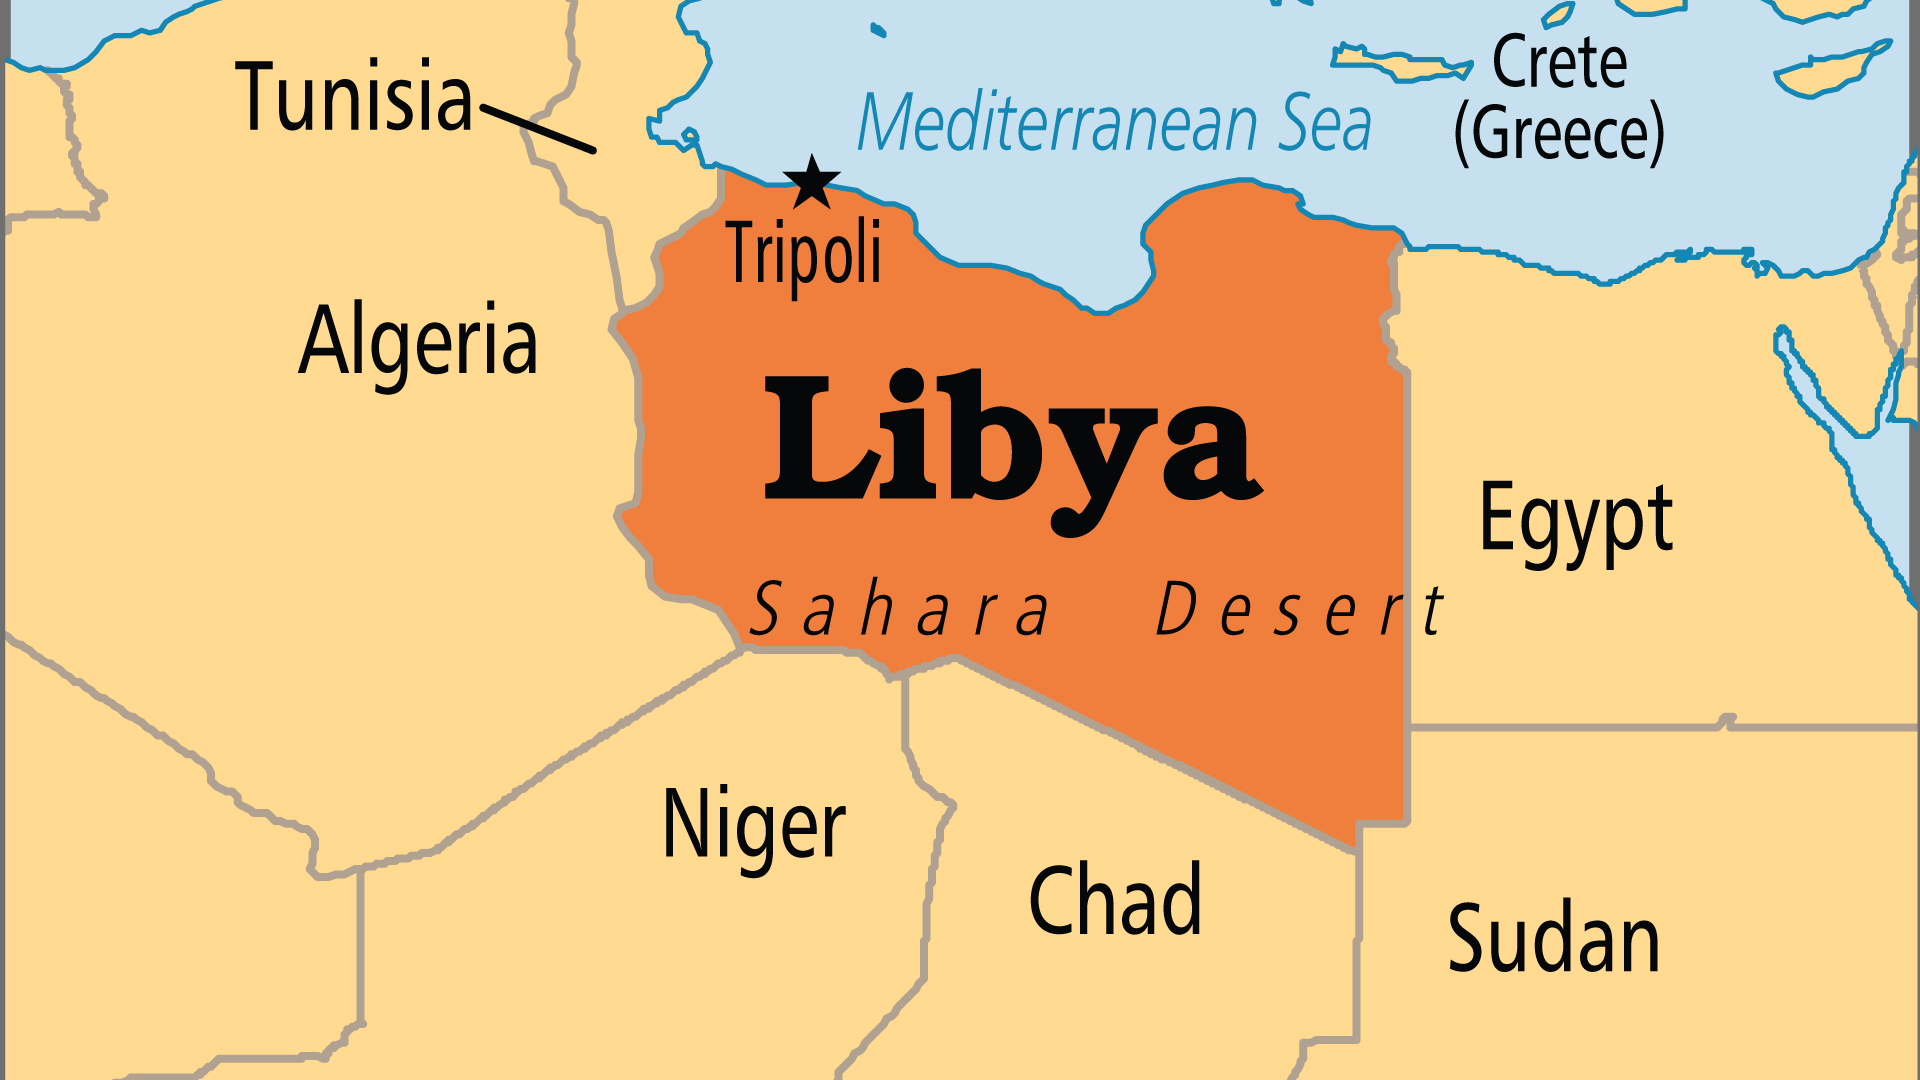 Crete
(Greece)
Tunisia
Mediterranean Sea
Tripoli
Algeria
Libya
Egypt
Sahara Desert
Niger
Chad
Sudan